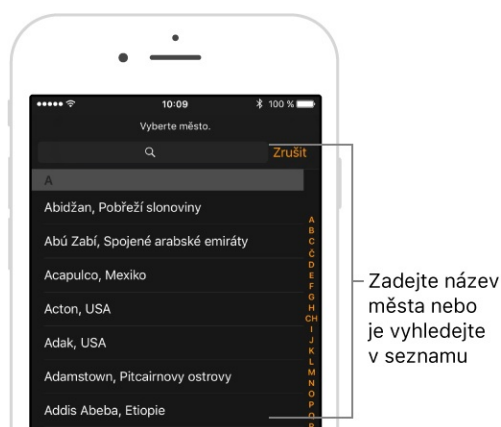 10:09
100 %
Vyberte město.
Zrušit
A
Abidžan, Pobřeží slonoviny
Abú Zabí, Spojené arabské emiráty
Acapulco, Mexiko
Acton, USA
Adak, USA
Adamstown, Pitcairnovy ostrovy
Addis Abeba, Etiopie
A
B
C
Č
D
E
F
G
H
CH
I
J
K
L
M
N
O
P
Q
R
Zadejte název
města nebo
je vyhledejte
v seznamu